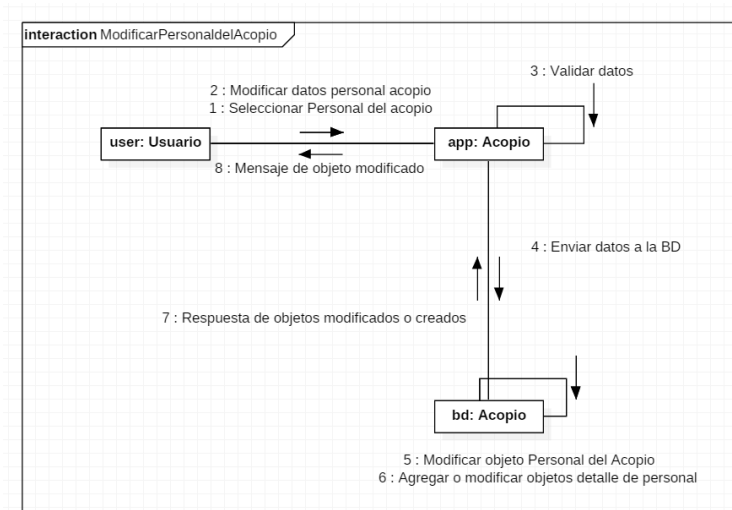 interaction ModificarPersonaldelAcopio
3 : Validar datos
2 : Modificar datos personal acopio
1 : Seleccionar Personal del acopio
user: Usuario
app: Acopio
8 : Mensaje de objeto modificado
4 : Enviar datos a la BD
7 : Respuesta de objetos modificados o creados
bd: Acopio
5 : Modificar objeto Personal del Acopio
6 : Agregar o modificar objetos detalle de personal